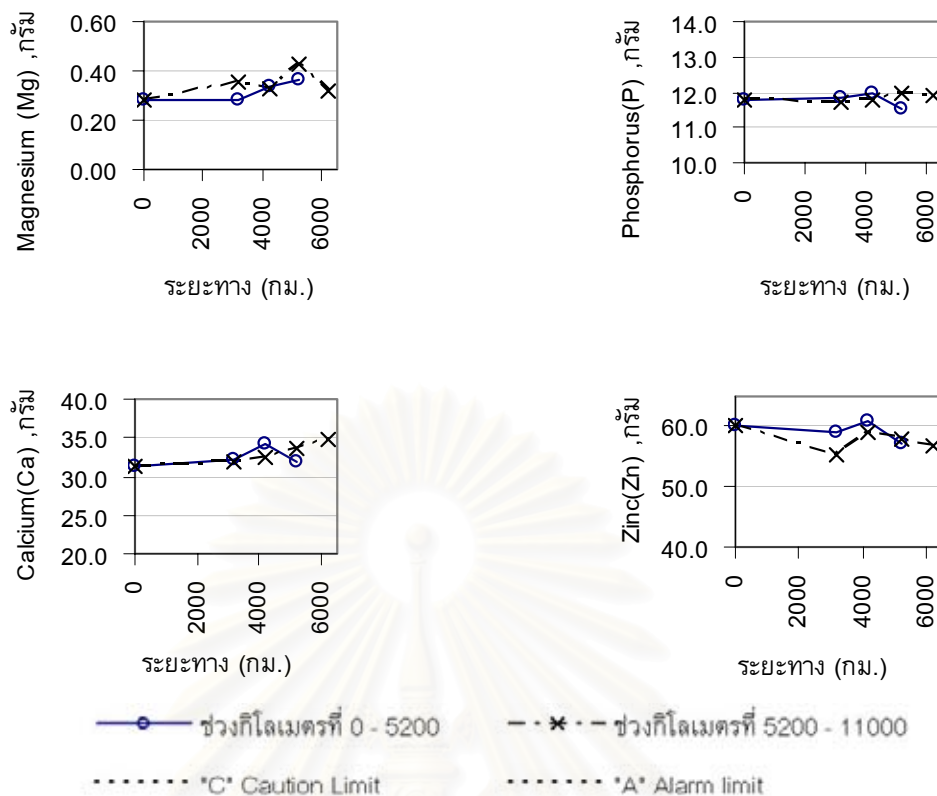 Magnesium (Mg) ,กรัม
0.60
0.40
0.20
0.00
0
2000
4000
6000
ระยะทาง (กม.)
Phosphorus(P) ,กรัม
14.0
13.0
12.0
11.0
10.0
0
2000
4000
6000
ระยะทาง (กม.)
Calcium(Ca) ,กรัม
40.0
35.0
30.0
25.0
20.0
0
2000
4000
6000
ระยะทาง (กม.)
Zinc(Zn) ,กรัม
60.0
50.0
40.0
0
2000
4000
6000
ระยะทาง (กม.)
ช่วงกิโลเมตรที่ 0 - 5200
ช่วงกิโลเมตรที่ 5200 - 11000
"C" Caution Limit
"A" Alarm limit